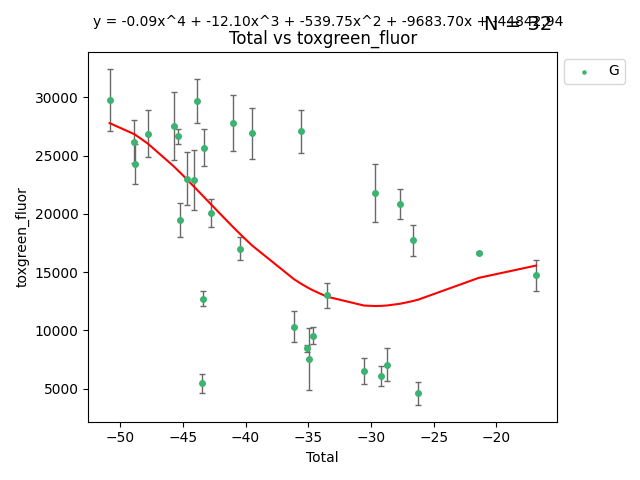 y = -0.09x^4 + -12.10x^3 + -539.75x^2 + -9683.70x +
N = 32
Total vs toxgreen_fluor
G
30000
25000
20000
15000
10000
5000
toxgreen_fluor
−50 −45 −40 −35 −30 −25 −20
Total